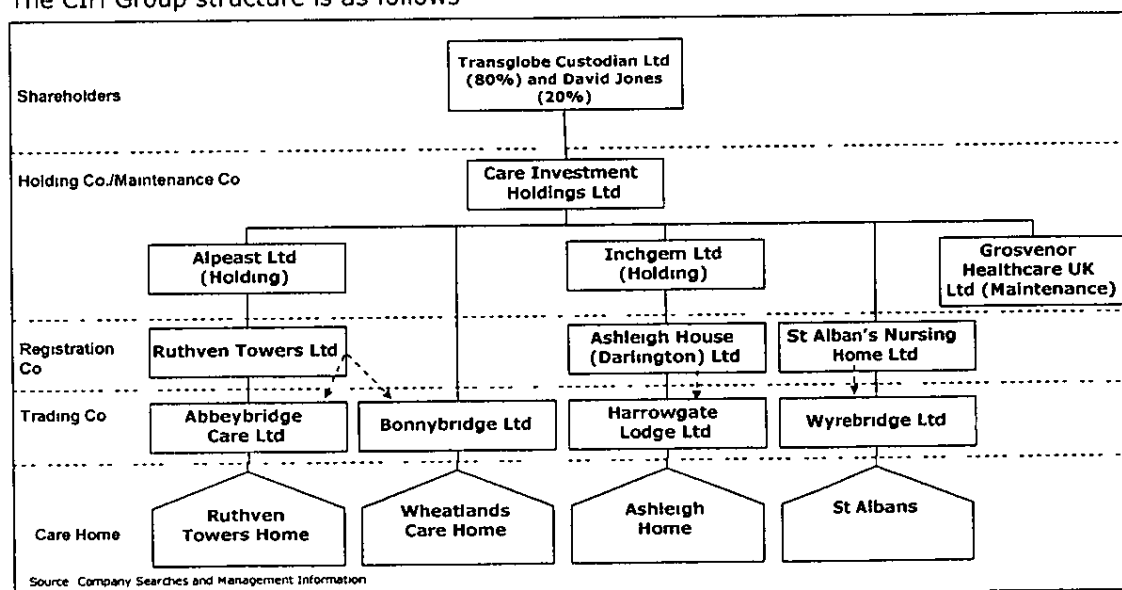 The CIH Group structure is as follows
Transglobe Custodian Ltd
(80%) and David Jones
(20%)
Shareholders
Holding Co./Maintenance Co
Care Investment
Holdings Ltd
Alpeast Ltd
(Holding)
Inchgem Ltd
(Holding)
Grosvenor
Healthcare UK
Ltd (Maintenance)
Registration
Co
Ruthven Towers Ltd
Ashleigh House
(Darlington) Ltd
St Alban's Nursing
Home Ltd
Trading Co
Abbeybridge
Care Ltd
Bonnybridge Ltd
Harrowgate
Lodge Ltd
Wyrebridge Ltd
Care Home
Ruthven
Towers Home
Wheatlands
Care Home
Ashleigh
Home
St Albans
Source Company Searches and Management Information